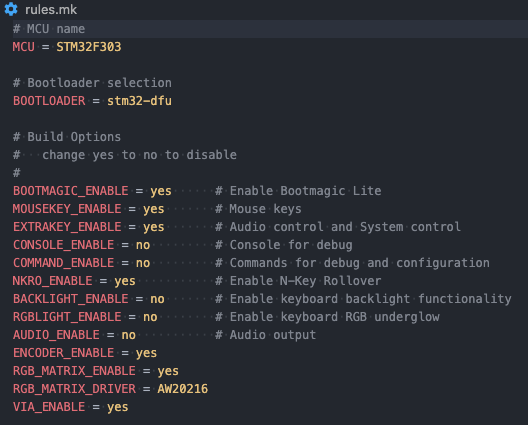 rules.mk
# MCU name
MCU = STM32F303
# Bootloader selection
BOOTLOADER = stm32-dfu
# Build Options
#   change yes to no to disable
#
BOOTMAGIC_ENABLE = yes      # Enable Bootmagic Lite
MOUSEKEY_ENABLE = yes       # Mouse keys
EXTRAKEY_ENABLE = yes       # Audio control and System control
CONSOLE_ENABLE = no         # Console for debug
COMMAND_ENABLE = no         # Commands for debug and configuration
NKRO_ENABLE = yes           # Enable N-Key Rollover
BACKLIGHT_ENABLE = no       # Enable keyboard backlight functionality
RGBLIGHT_ENABLE = no        # Enable keyboard RGB underglow
AUDIO_ENABLE = no           # Audio output
ENCODER_ENABLE = yes
RGB_MATRIX_ENABLE = yes
RGB_MATRIX_DRIVER = AW20216
VIA_ENABLE = yes